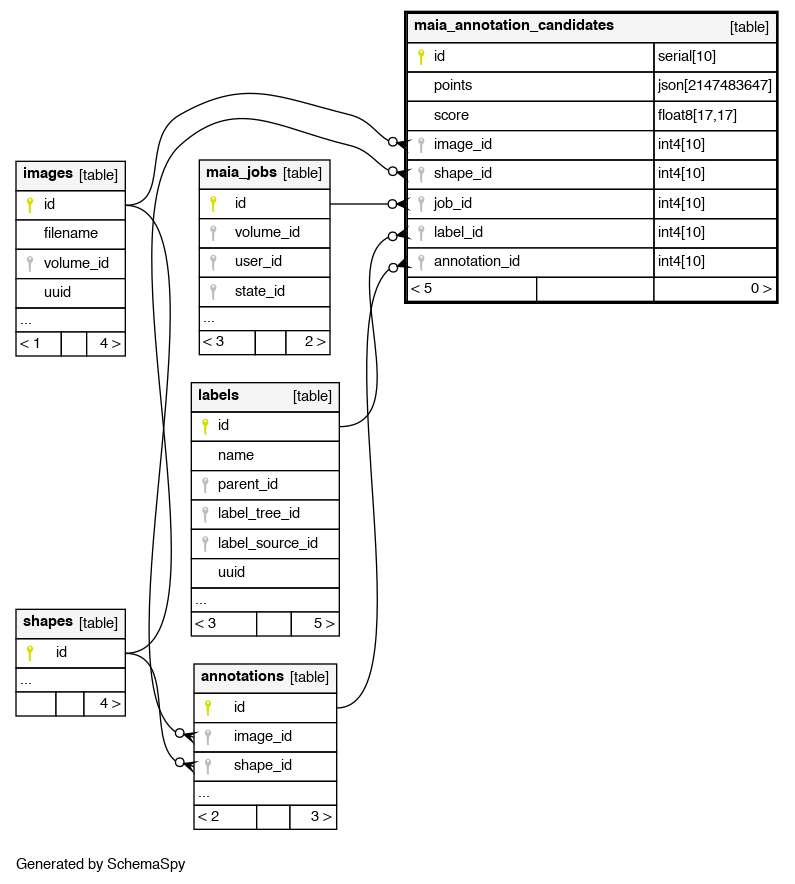 maia_annotation_candidates [table]
id serial[10]
points json[2147483647]
score float8[17,17]
image_id int4[10]
shape_id int4[10]
job_id int4[10]
label_id int4[10]
annotation_id int4[10]
< 5 0 >
images [table]
id
filename
volume_id
uuid
...
< 1 4 >
maia_jobs [table]
id
volume_id
user_id
state_id
...
< 3 2 >
labels [table]
id
name
parent_id
label_tree_id
label_source_id
uuid
...
< 3 5 >
shapes [table]
id
...
4 >
annotations [table]
id
image_id
shape_id
...
< 2 3 >
Generated by SchemaSpy